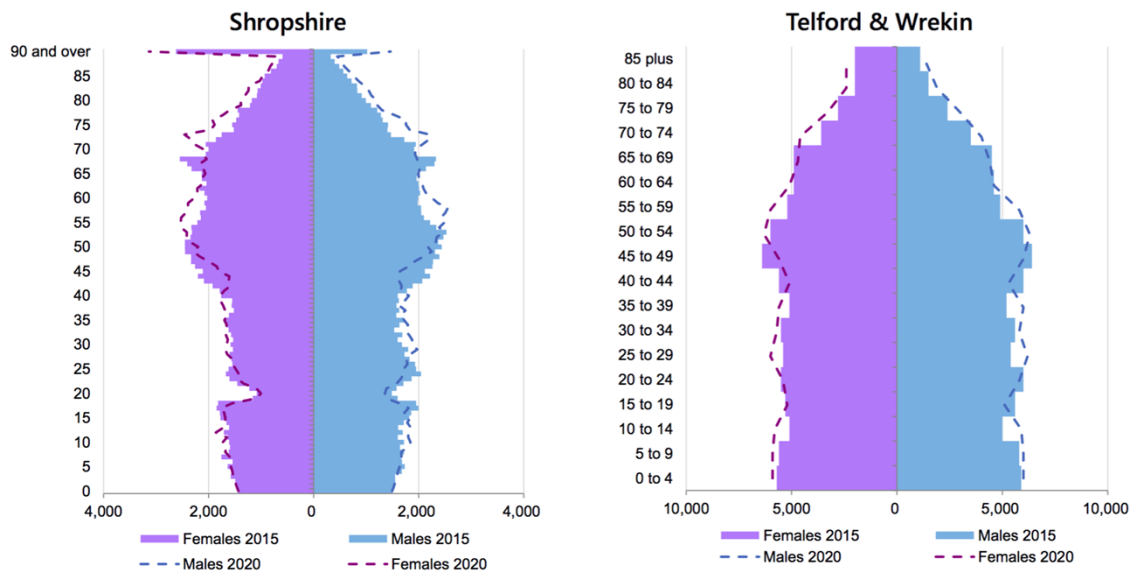 Shropshire
90 and over
85
80
75
70
65
60
55
50
45
40
35
30
25
20
15
10
5
0
4,000 2,000 0 2,000 4,000
Females 2015 Males 2015
Males 2020 Females 2020
Telford & Wrekin
85 plus
80 to 84
75 to 79
70 to 74
65 to 69
60 to 64
55 to 59
50 to 54
45 to 49
40 to 44
35 to 39
30 to 34
25 to 29
20 to 24
15 to 19
10 to 14
5 to 9
0 to 4
10,000 5,000 0 5,000 10,000
Females 2015 Males 2015
Males 2020 Females 2020